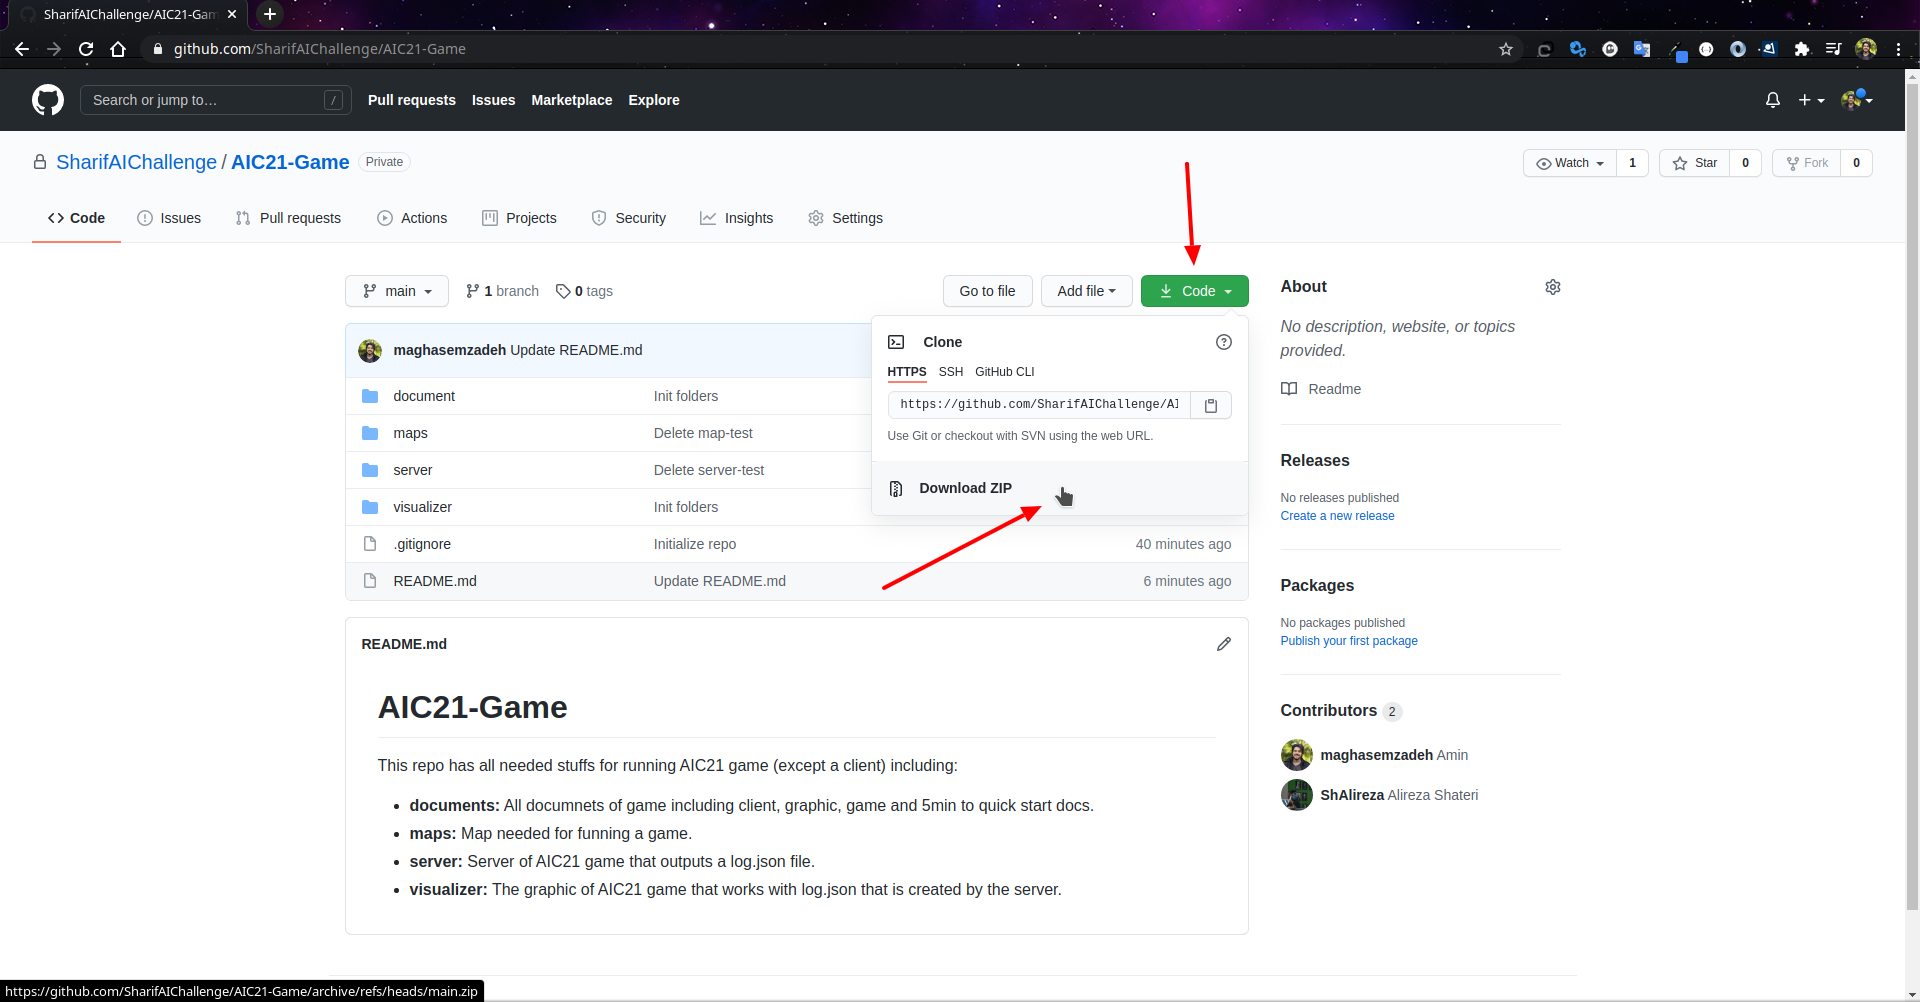 SharifAIChallenge/AIC21-Gam
github.com/SharifAIChallenge/AIC21-Game
Search or jump to…
/
Pull requests
Issues
Marketplace
Explore
SharifAIChallenge / AIC21-Game
Private
Watch
1
Star
0
Fork
0
Code
Issues
Pull requests
Actions
Projects
Security
Insights
Settings
main
1 branch
0 tags
Go to file
Add file
Code
Clone
HTTPS
SSH
GitHub CLI
https://github.com/SharifAIChallenge/AI
Use Git or checkout with SVN using the web URL.
Download ZIP
maghasemzadeh Update README.md
document
Init folders
maps
Delete map-test
server
Delete server-test
visualizer
Init folders
.gitignore
Initialize repo
40 minutes ago
README.md
Update README.md
6 minutes ago
README.md
AIC21-Game
This repo has all needed stuffs for running AIC21 game (except a client) including:
documents: All documnets of game including client, graphic, game and 5min to quick start docs.
maps: Map needed for funning a game.
server: Server of AIC21 game that outputs a log.json file.
visualizer: The graphic of AIC21 game that works with log.json that is created by the server.
About
No description, website, or topics
provided.
Readme
Releases
No releases published
Create a new release
Packages
No packages published
Publish your first package
Contributors 2
maghasemzadeh Amin
ShAlireza Alireza Shateri
https://github.com/SharifAIChallenge/AIC21-Game/archive/refs/heads/main.zip